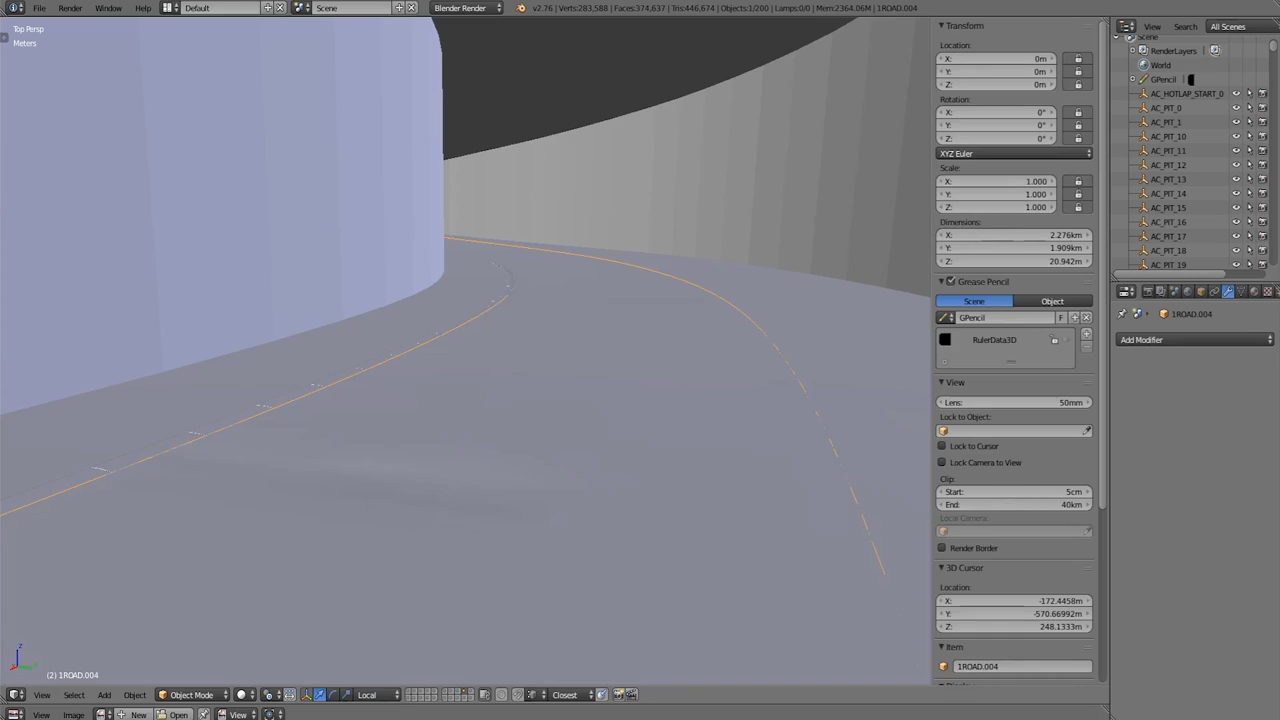 File Render Window Help Default Scene Blender Render v2.76 | Verts:283,588 | Faces:374,637 | Tris:446,674 | Objects:1/200 | Lamps:0/0 | Mem:2364.06M | 1ROAD.004
View Search All Scenes
Top Persp
Meters
Transform
Location:
X: 0m
Y: 0m
Z: 0m
Rotation:
X: 0°
Y: 0°
Z: 0°
XYZ Euler
Scale:
X: 1.000
Y: 1.000
Z: 1.000
Dimensions:
X: 2.276km
Y: 1.909km
Z: 20.942m
Grease Pencil
Scene Object
GPencil F
RulerData3D
View
Lens: 50mm
Lock to Object:
Lock to Cursor
Lock Camera to View
Clip:
Start: 5cm
End: 40km
Local Camera:
Render Border
3D Cursor
Location:
X: -172.4458m
Y: -570.66992m
Z: 248.1333m
Item
1ROAD.004
Scene
RenderLayers |
World
GPencil |
AC_HOTLAP_START_0
AC_PIT_0
AC_PIT_1
AC_PIT_10
AC_PIT_11
AC_PIT_12
AC_PIT_13
AC_PIT_14
AC_PIT_15
AC_PIT_16
AC_PIT_17
AC_PIT_18
AC_PIT_19
1ROAD.004
Add Modifier
z
(2) 1ROAD.004
View Select Add Object Object Mode Local Closest
View Image New Open View